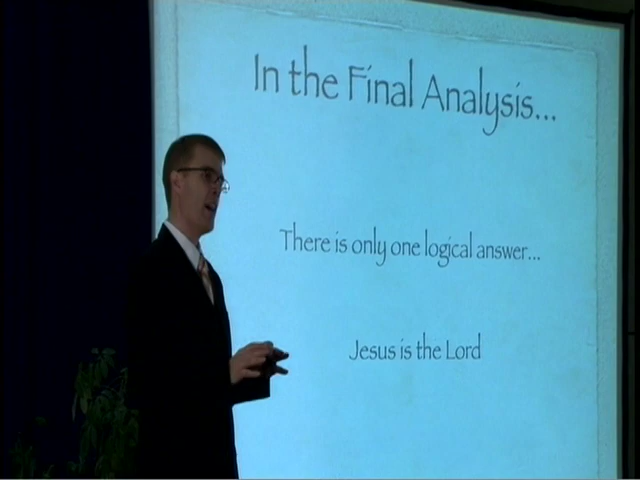 In the Final Analysis...
There is only one logical answer...
Jesus is the Lord